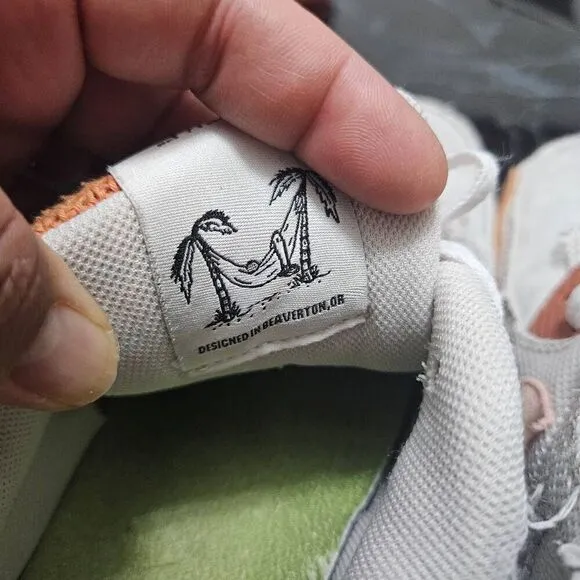 DESIGNED IN BEAVERTON, OR